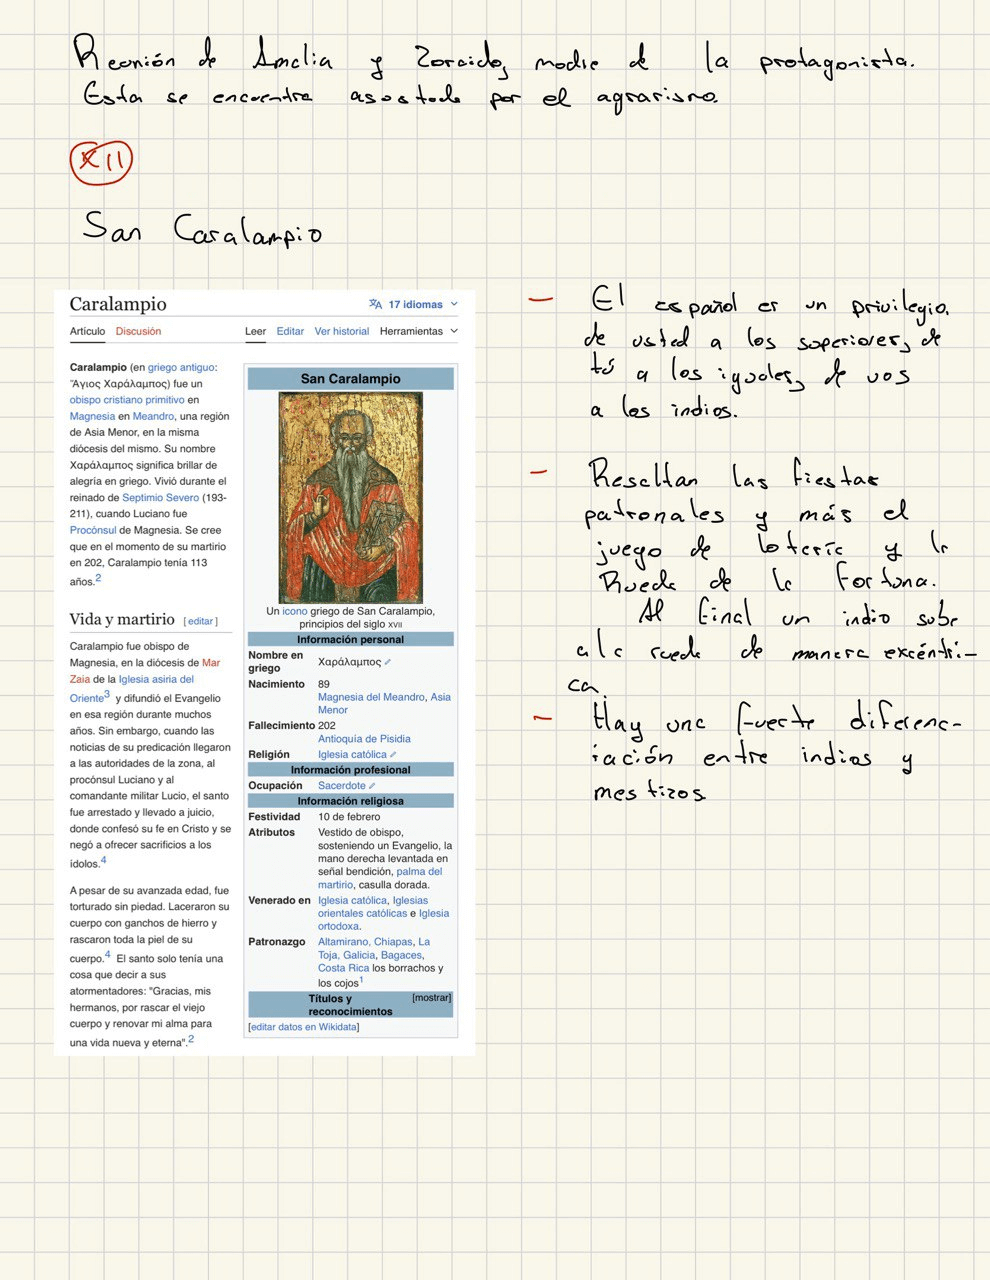 Reunión de Amelia y Zoraida, madre de la protagonista.
Esta se encuentra asustada por el agrarismo.
XII
San Caralampio
Caralampio
17 idiomas
Artículo Discusión Leer Editar Ver historial Herramientas
Caralampio (en griego antiguo:
Ἅγιος Χαράλαμπος) fue un
obispo cristiano primitivo en
Magnesia en Meandro, una región
de Asia Menor, en la misma
diócesis del mismo. Su nombre
Χαράλαμπος significa brillar de
alegría en griego. Vivió durante el
reinado de Septimio Severo (193-
211), cuando Luciano fue
Procónsul de Magnesia. Se cree
que en el momento de su martirio
en 202, Caralampio tenía 113
años.2
Vida y martirio [ editar ]
Caralampio fue obispo de
Magnesia, en la diócesis de Mar
Zaia de la Iglesia asiria del
Oriente3 y difundió el Evangelio
en esa región durante muchos
años. Sin embargo, cuando las
noticias de su predicación llegaron
a las autoridades de la zona, al
procónsul Luciano y al
comandante militar Lucio, el santo
fue arrestado y llevado a juicio,
donde confesó su fe en Cristo y se
negó a ofrecer sacrificios a los
ídolos.4
A pesar de su avanzada edad, fue
torturado sin piedad. Laceraron su
cuerpo con ganchos de hierro y
rascaron toda la piel de su
cuerpo.4 El santo solo tenía una
cosa que decir a sus
atormentadores: "Gracias, mis
hermanos, por rascar el viejo
cuerpo y renovar mi alma para
una vida nueva y eterna".2
San Caralampio
Un icono griego de San Caralampio,
principios del siglo XVII
Información personal
Nombre en griego Χαράλαμπος
Nacimiento 89
Magnesia del Meandro, Asia
Menor
Fallecimiento 202
Antioquía de Pisidia
Religión Iglesia católica
Información profesional
Ocupación Sacerdote
Información religiosa
Festividad 10 de febrero
Atributos Vestido de obispo,
sosteniendo un Evangelio, la
mano derecha levantada en
señal bendición, palma del
martirio, casulla dorada.
Venerado en Iglesia católica, Iglesias
orientales católicas e Iglesia
ortodoxa.
Patronazgo Altamirano, Chiapas, La
Toja, Galicia, Bagaces,
Costa Rica los borrachos y
los cojos1
Títulos y [mostrar]
reconocimientos
[editar datos en Wikidata]
- El español es un privilegio.
de usted a los superiores, de
tú a los iguales, de vos
a los indios.
- Resaltan las fiestas
patronales y más el
juego de lotería y la
Rueda de la Fortuna.
Al final un indio sube
a la rueda de manera excéntri-
ca.
- Hay una fuerte diferenc-
iación entre indios y
mestizos